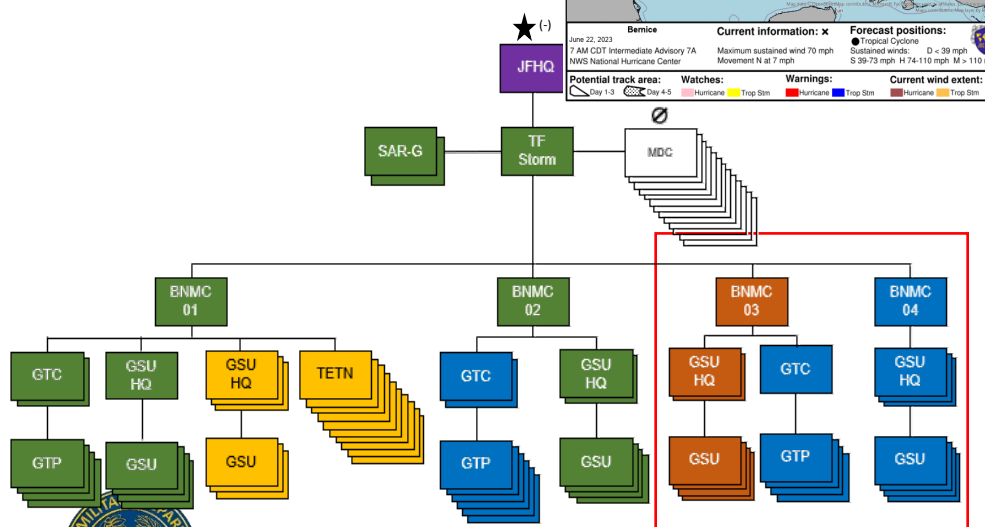 ★ (-)
JFHQ
Bernice
June 22, 2023
7 AM CDT Intermediate Advisory 7A
NWS National Hurricane Center
Current information: ×
Maximum sustained wind 70 mph
Movement N at 7 mph
Forecast positions:
● Tropical Cyclone
Sustained winds: D < 39 mph
S 39-73 mph H 74-110 mph M > 110 m
Potential track area:
Day 1-3 Day 4-5
Watches:
Hurricane Trop Stm
Warnings:
Hurricane Trop Stm
Current wind extent:
Hurricane Trop Stm
SAR-G
TF
Storm
MDC
BNMC
01
BNMC
02
BNMC
03
BNMC
04
GTC
GSU
HQ
GSU
HQ
TETN
GTC
GSU
HQ
GSU
HQ
GTC
GSU
HQ
GTP
GSU
GSU
GTP
GSU
GSU
GTP
GSU
MILITARY DEPAR